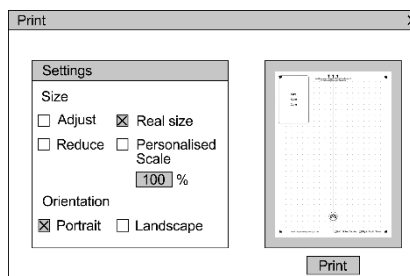 Print
Settings
Size
Adjust Real size
Reduce Personalised
Scale
100 %
Orientation
Portrait Landscape
Print